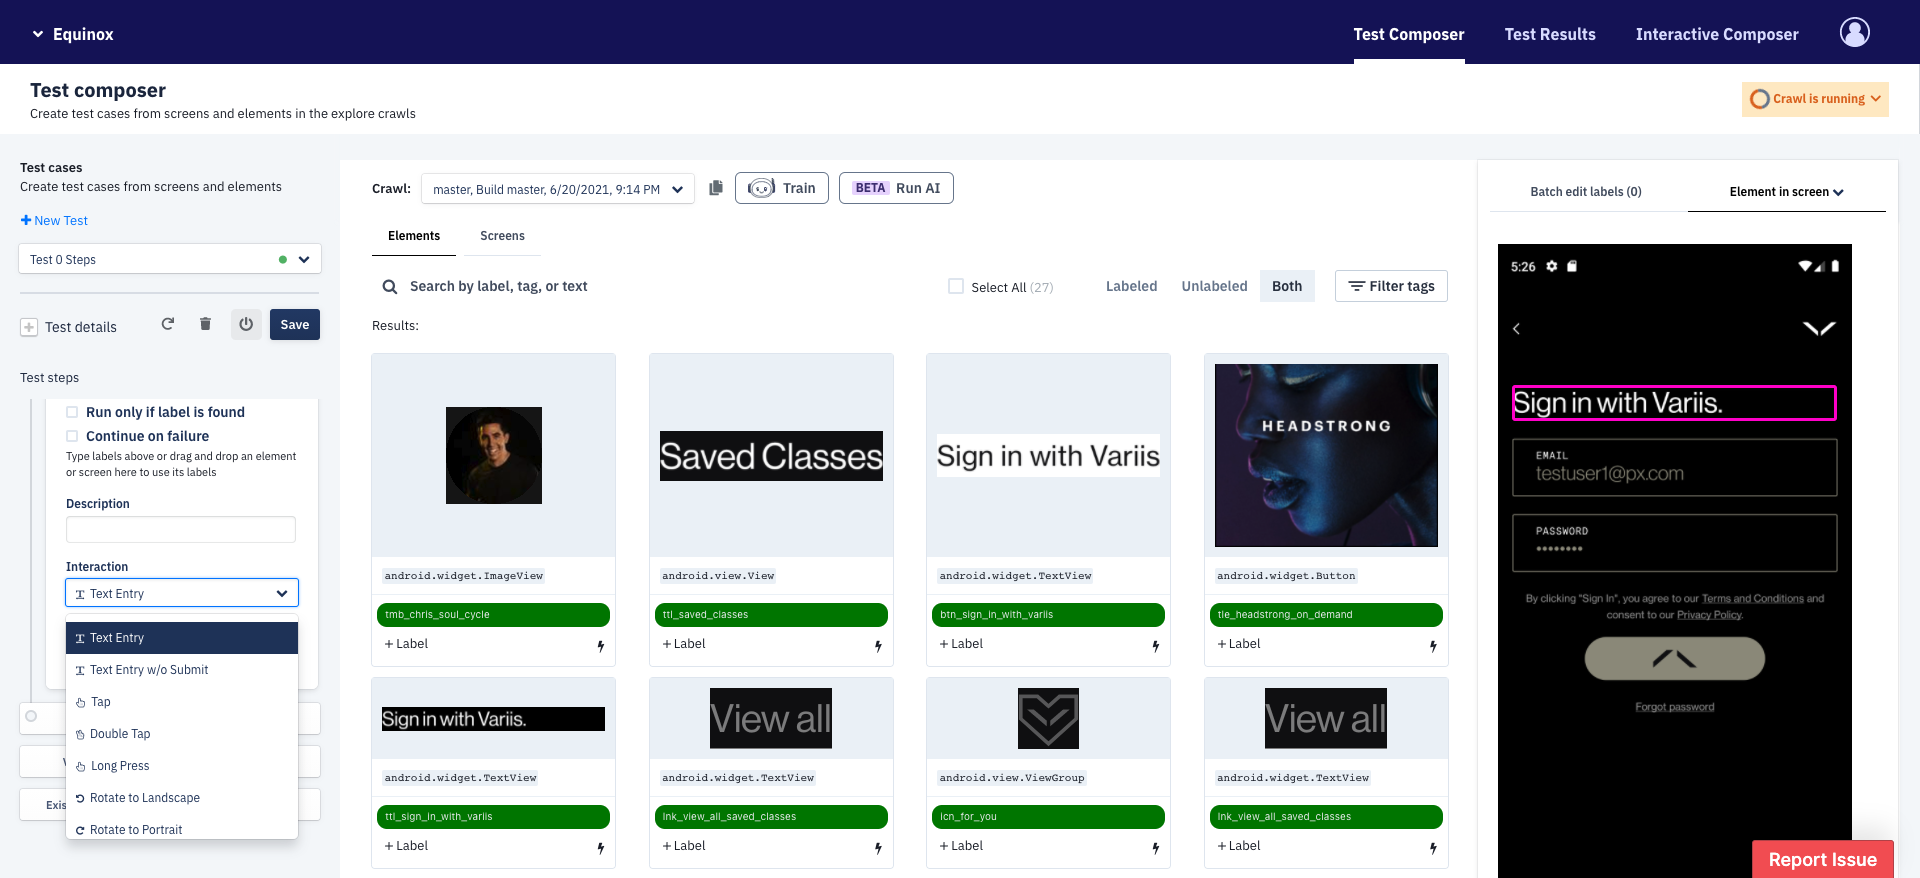 Equinox
Test Composer
Test Results
Interactive Composer
Test composer
Create test cases from screens and elements in the explore crawls
Crawl is running
Test cases
Create test cases from screens and elements
New Test
Test 0 Steps
Test details
Save
Test steps
Run only if label is found
Continue on failure
Type labels above or drag and drop an element
or screen here to use its labels
Description
Interaction
Text Entry
Text Entry
Text Entry w/o Submit
Tap
Double Tap
Long Press
Rotate to Landscape
Exis
Rotate to Portrait
Crawl:
master, Build master, 6/20/2021, 9:14 PM
Train
BETA Run AI
Elements
Screens
Search by label, tag, or text
Select All (27)
Labeled
Unlabeled
Both
Filter tags
Results:
Saved Classes
Sign in with Variis
HEADSTRONG
android.widget.ImageView
android.view.View
android.widget.TextView
android.widget.Button
tmb_chris_soul_cycle
ttl_saved_classes
btn_sign_in_with_variis
tle_headstrong_on_demand
+ Label
+ Label
+ Label
+ Label
Sign in with Variis.
View all
View all
android.widget.TextView
android.widget.TextView
android.view.ViewGroup
android.widget.TextView
ttl_sign_in_with_variis
lnk_view_all_saved_classes
icn_for_you
lnk_view_all_saved_classes
+ Label
+ Label
+ Label
+ Label
Batch edit labels (0)
Element in screen
5:26
Sign in with Variis.
EMAIL
testuser1@px.com
PASSWORD
••••••••
By clicking "Sign In", you agree to our Terms and Conditions and
consent to our Privacy Policy.
Forgot password
Report Issue